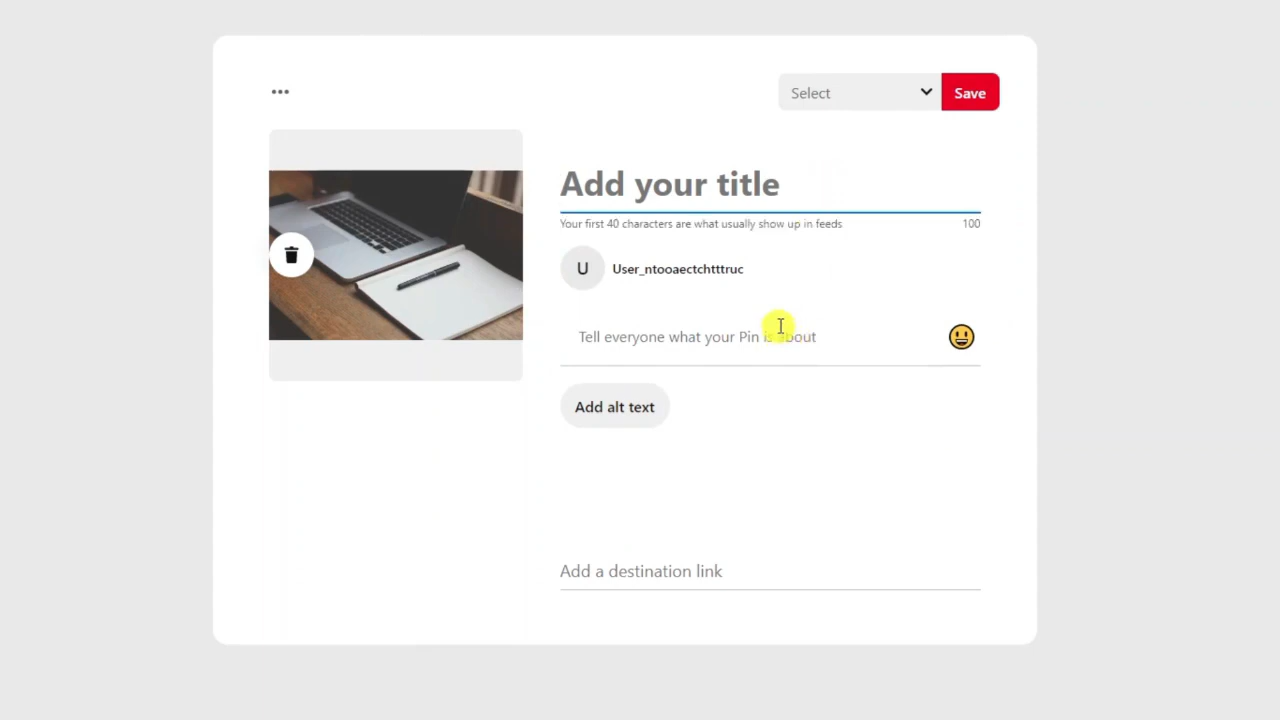 Select
Save
Add your title
Your first 40 characters are what usually show up in feeds
100
U
User_ntooaectchtttruc
Tell everyone what your Pin is about
Add alt text
Add a destination link